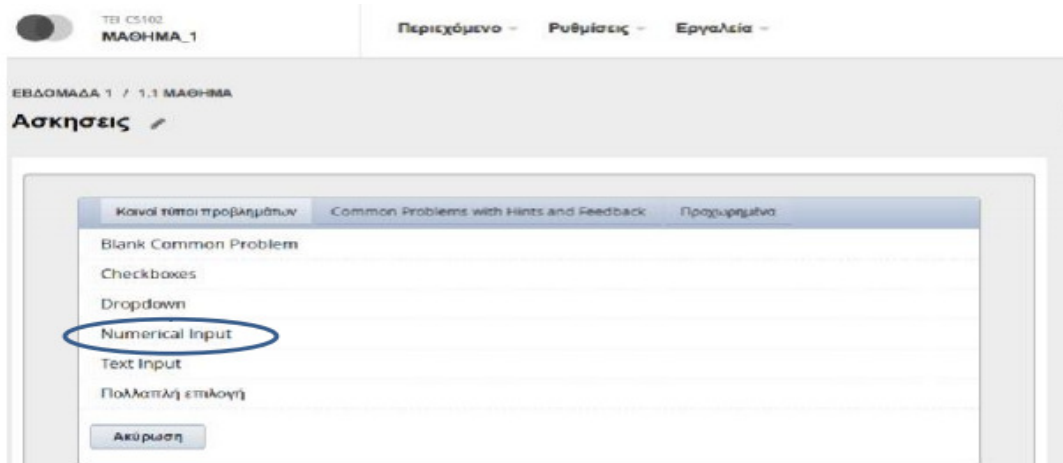 TEI CS102
ΜΑΘΗΜΑ_1
Περιεχόμενο Ρυθμίσεις Εργαλεία
ΕΒΔΟΜΑΔΑ 1 / 1.1 ΜΑΘΗΜΑ
Ασκησεις
Κοινοί τύποι προβλημάτων Common Problems with Hints and Feedback Προχωρημένα
Blank Common Problem
Checkboxes
Dropdown
Numerical Input
Text Input
Πολλαπλή επιλογή
Ακύρωση